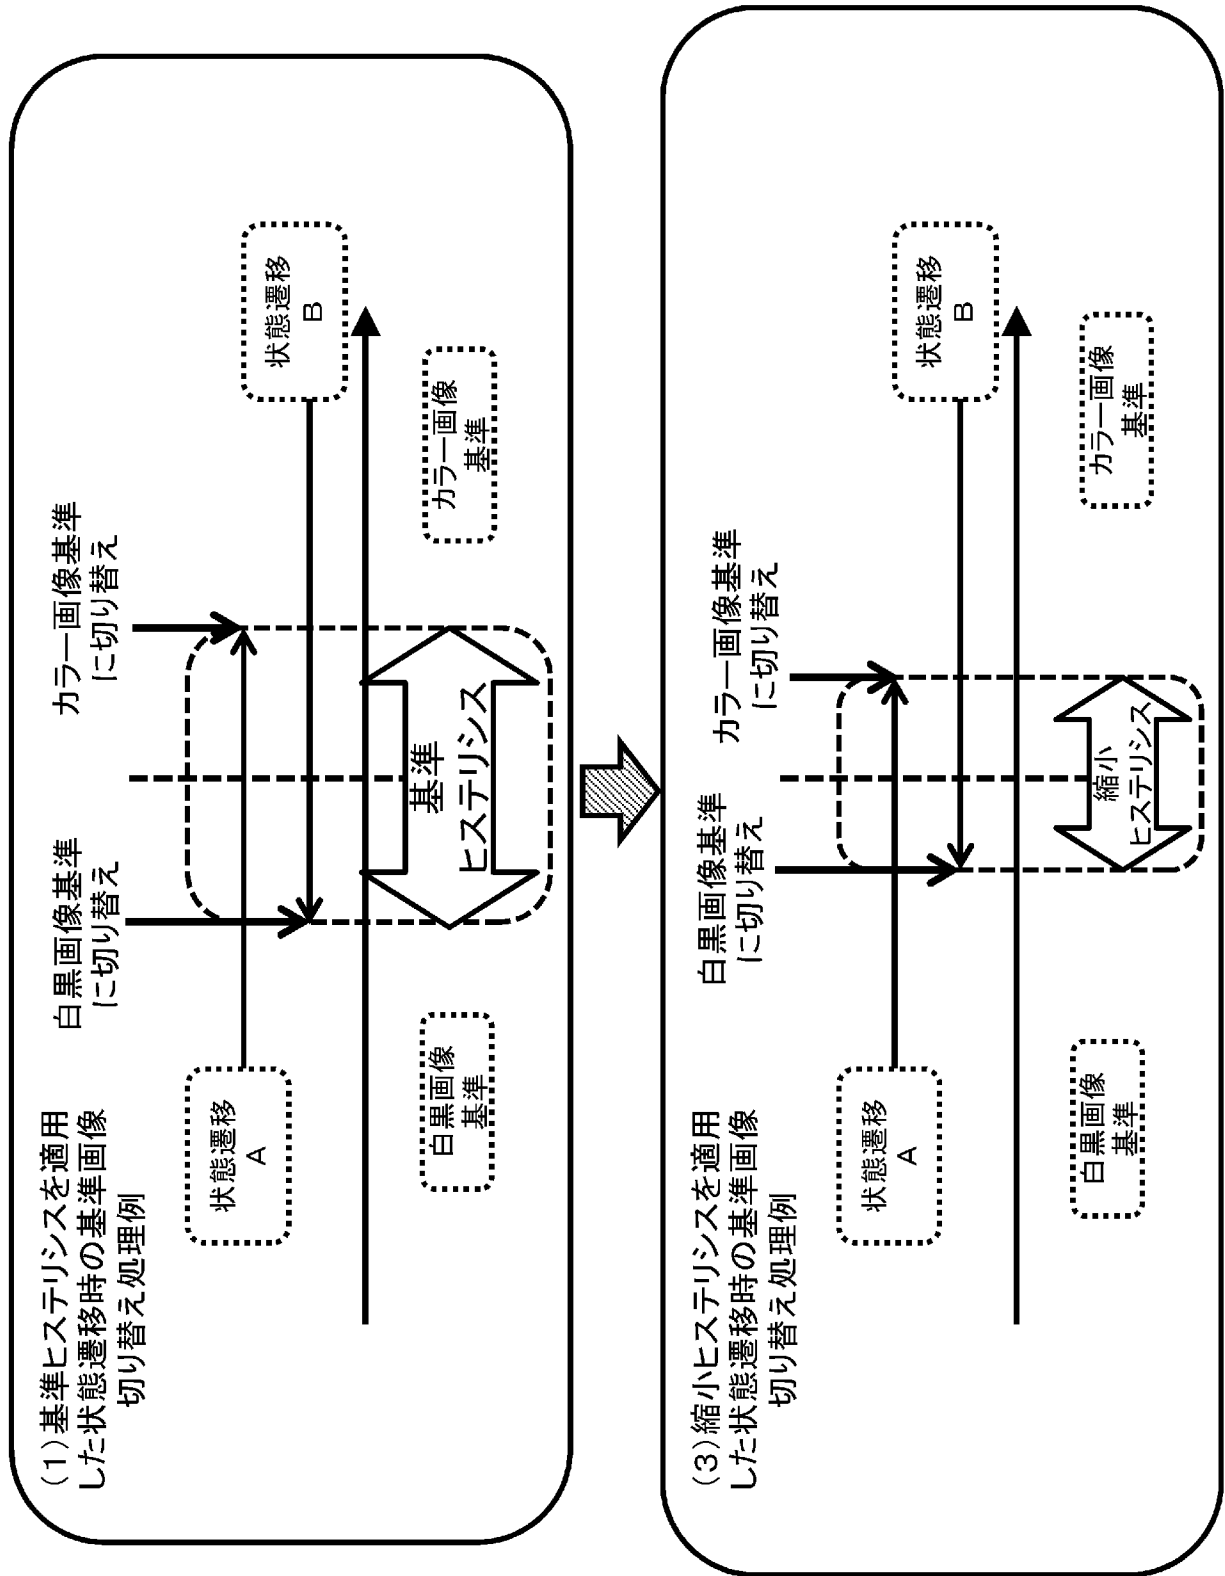 (1)基準ヒステリシスを適用
した状態遷移時の基準画像
切り替え処理例
白黒画像基準
に切り替え
カラー画像基準
に切り替え
状態遷移
A
状態遷移
B
基準
ヒステリシス
白黒画像
基準
カラー画像
基準
(3)縮小ヒステリシスを適用
した状態遷移時の基準画像
切り替え処理例
白黒画像基準
に切り替え
カラー画像基準
に切り替え
状態遷移
A
状態遷移
B
縮小
ヒステリシス
白黒画像
基準
カラー画像
基準